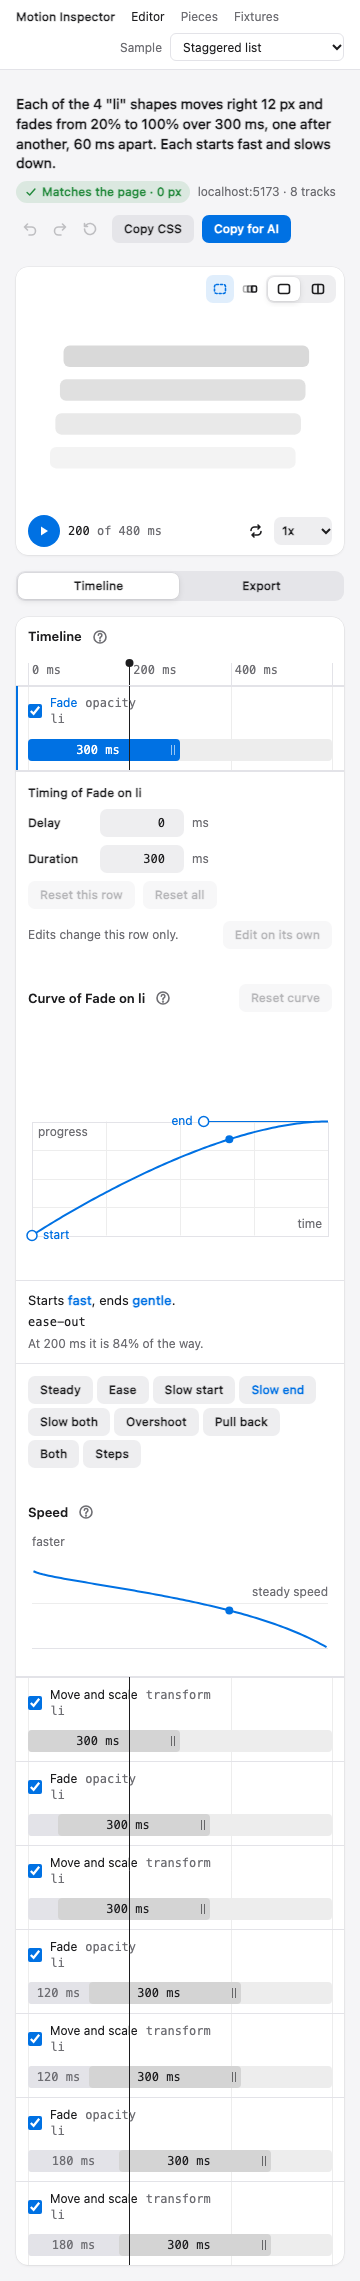 Motion Inspector Editor Pieces Fixtures
Sample Staggered list
Each of the 4 "li" shapes moves right 12 px and
fades from 20% to 100% over 300 ms, one after
another, 60 ms apart. Each starts fast and slows
down.
Matches the page · 0 px localhost:5173 · 8 tracks
Copy CSS Copy for AI
200 of 480 ms 1x
Timeline Export
Timeline
0 ms 200 ms 400 ms
Fade opacity
li
300 ms
Timing of Fade on li
Delay 0 ms
Duration 300 ms
Reset this row Reset all
Edits change this row only. Edit on its own
Curve of Fade on li Reset curve
end
progress
time
start
Starts fast, ends gentle.
ease-out
At 200 ms it is 84% of the way.
Steady Ease Slow start Slow end
Slow both Overshoot Pull back
Both Steps
Speed
faster
steady speed
Move and scale transform
li
300 ms
Fade opacity
li
300 ms
Move and scale transform
li
300 ms
Fade opacity
li
120 ms 300 ms
Move and scale transform
li
120 ms 300 ms
Fade opacity
li
180 ms 300 ms
Move and scale transform
li
180 ms 300 ms